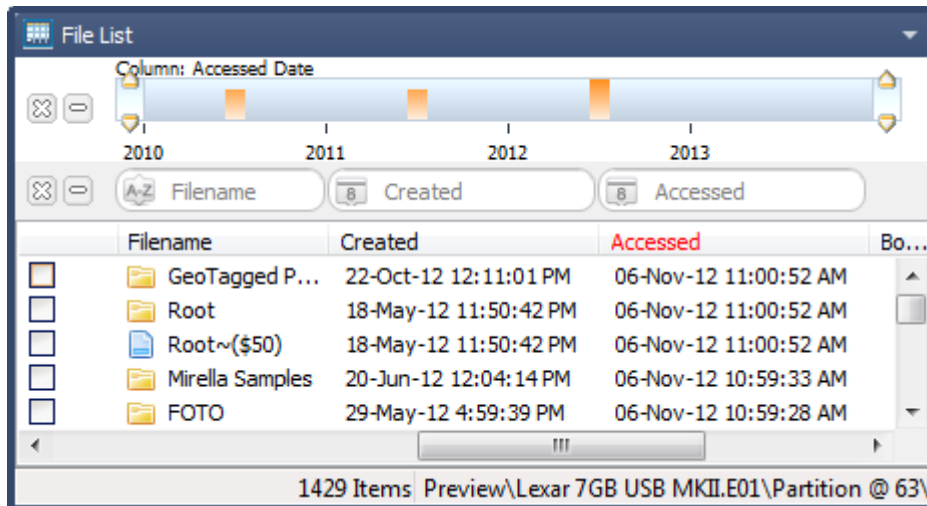 File List
Column: Accessed Date
2010 2011 2012 2013
A-Z Filename 8 Created 8 Accessed
Filename Created Accessed Bo...
GeoTagged P... 22-Oct-12 12:11:01 PM 06-Nov-12 11:00:52 AM
Root 18-May-12 11:50:42 PM 06-Nov-12 11:00:52 AM
Root~($50) 18-May-12 11:50:42 PM 06-Nov-12 11:00:52 AM
Mirella Samples 20-Jun-12 12:04:14 PM 06-Nov-12 10:59:33 AM
FOTO 29-May-12 4:59:39 PM 06-Nov-12 10:59:28 AM
1429 Items Preview\Lexar 7GB USB MKII.E01\Partition @ 63\